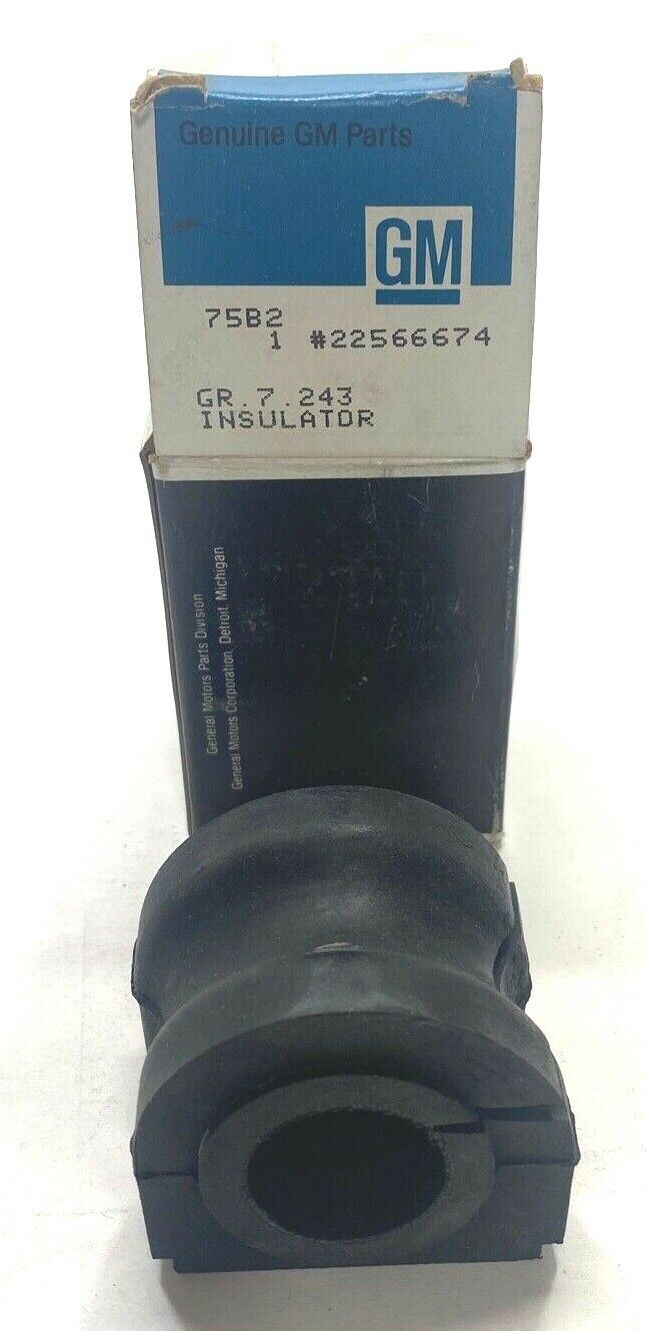 Genuine GM Parts
GM
75B2
1 #22566674
GR.7.243
INSULATOR
General Motors Parts Division
General Motors Corporation, Detroit, Michigan